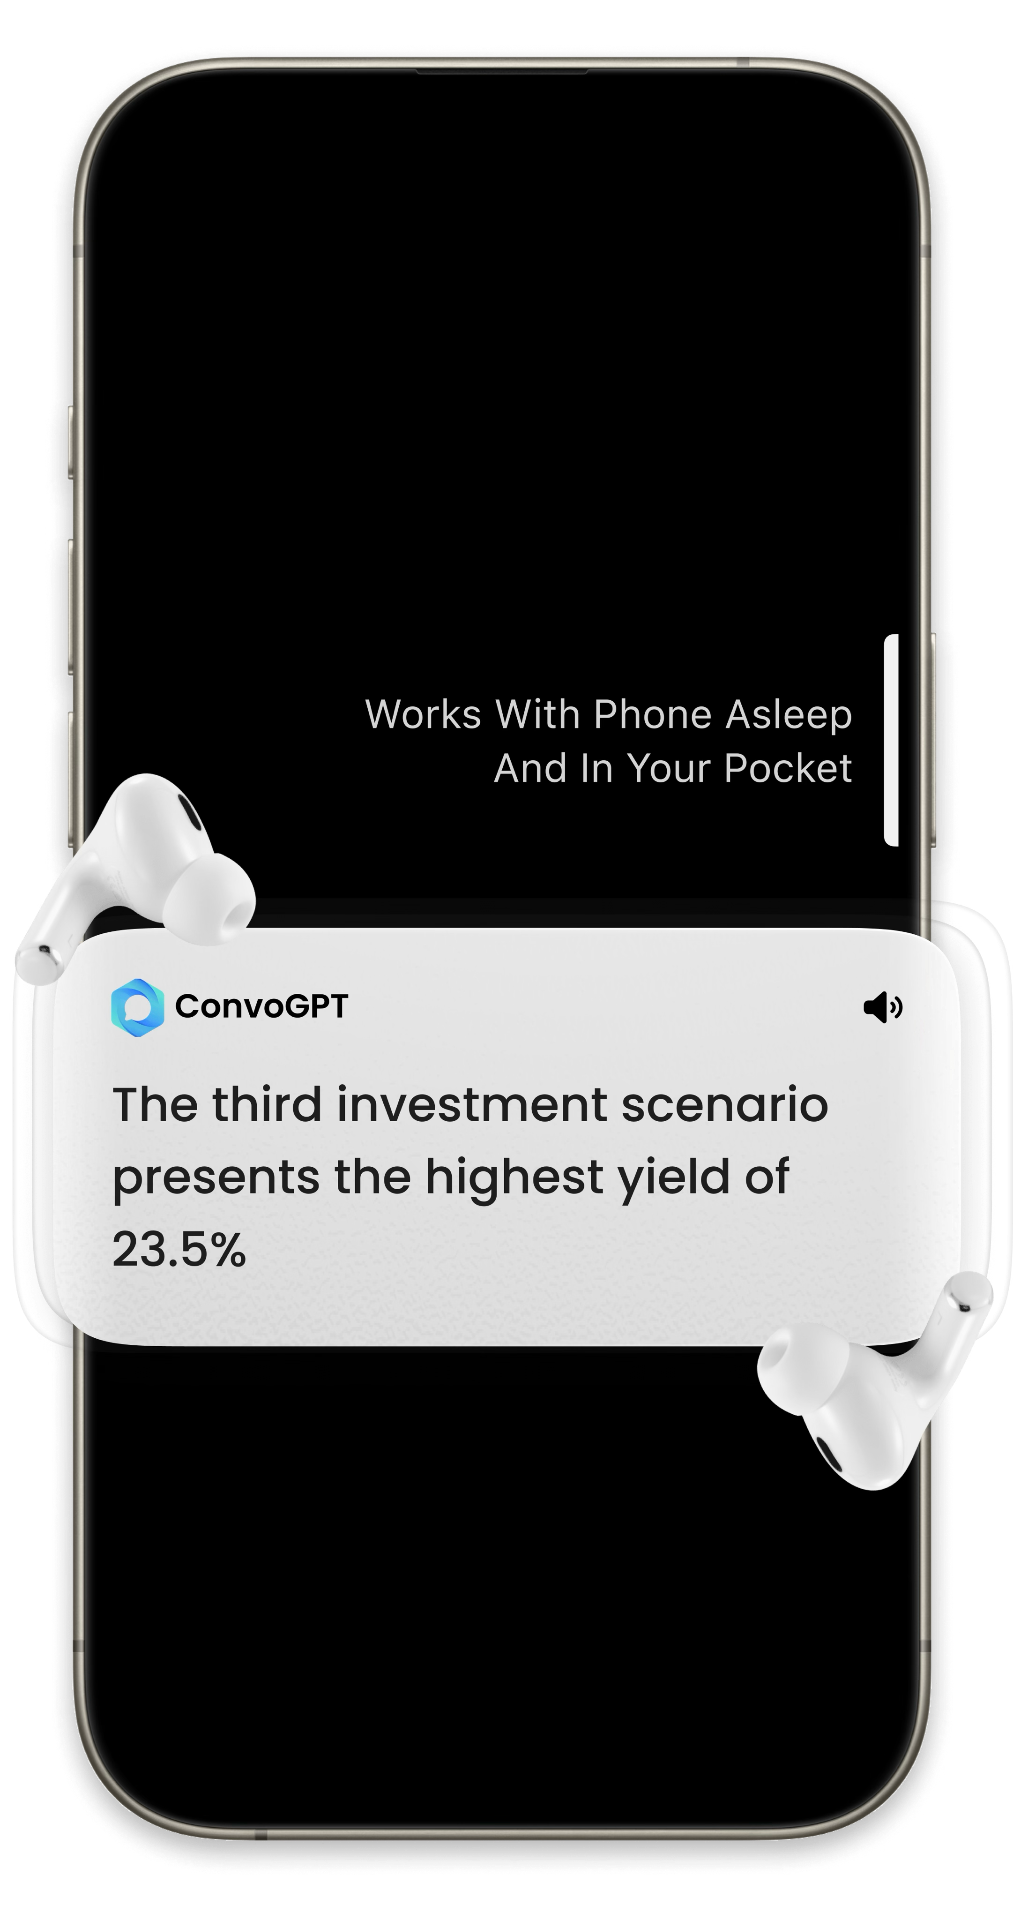 Works With Phone Asleep
And In Your Pocket
ConvoGPT
The third investment scenario
presents the highest yield of
23.5%